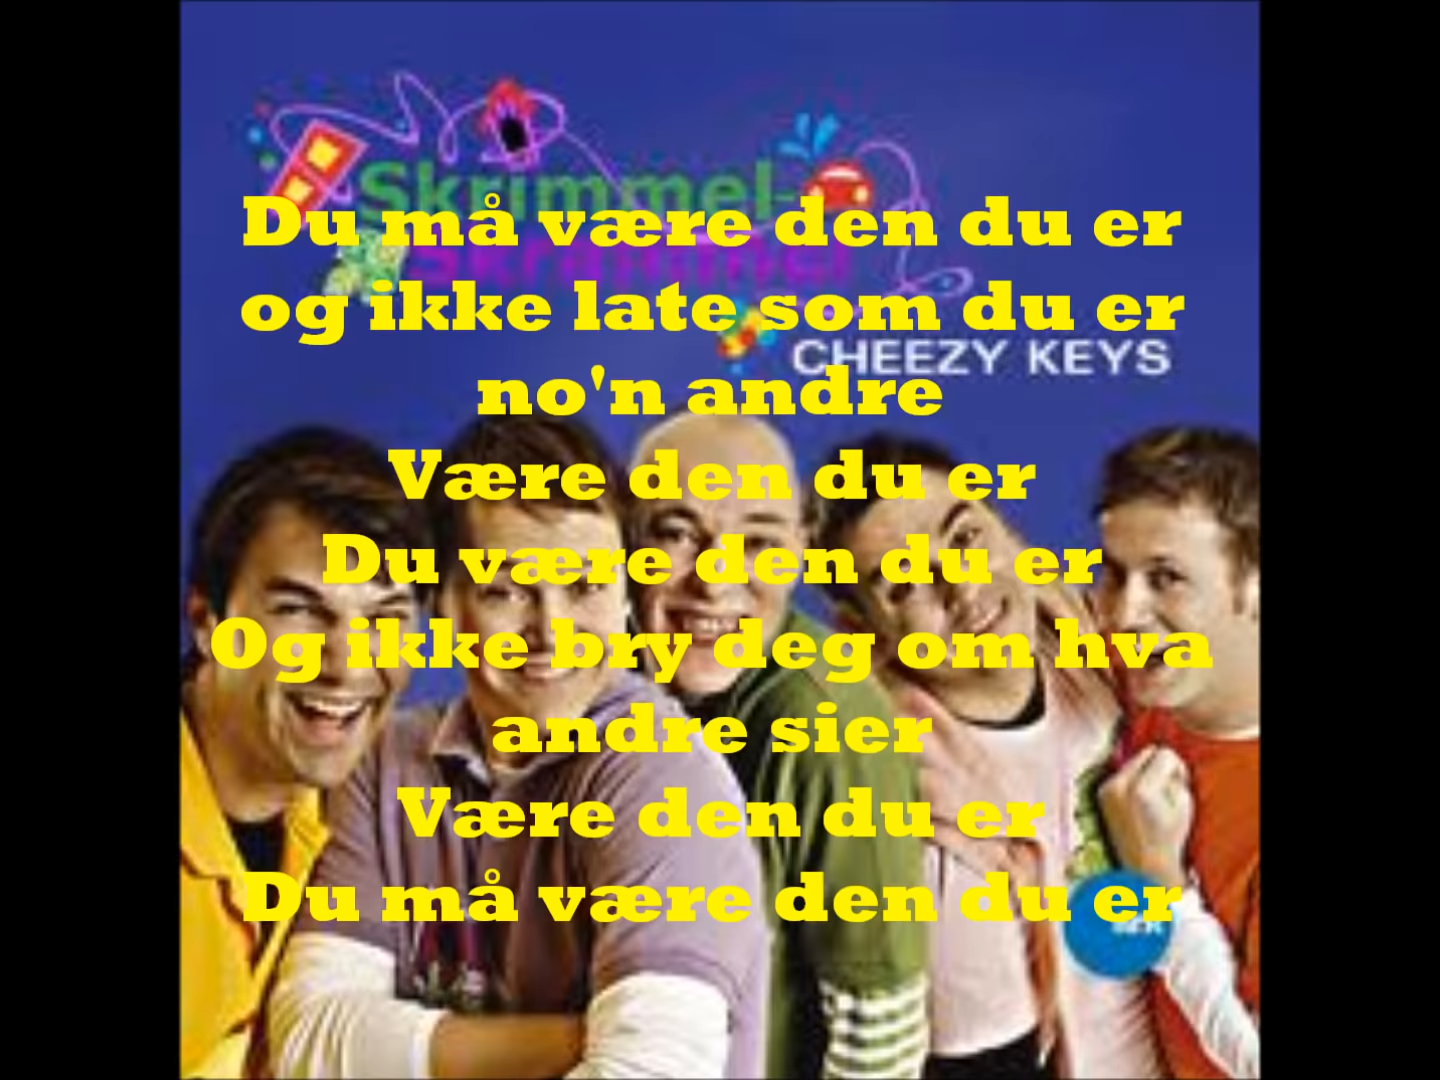 Skrimmel-
Skrammel
CHEEZY KEYS
Du må være den du er
og ikke late som du er
no'n andre
Være den du er
Du være den du er
Og ikke bry deg om hva
andre sier
Være den du er
Du må være den du er